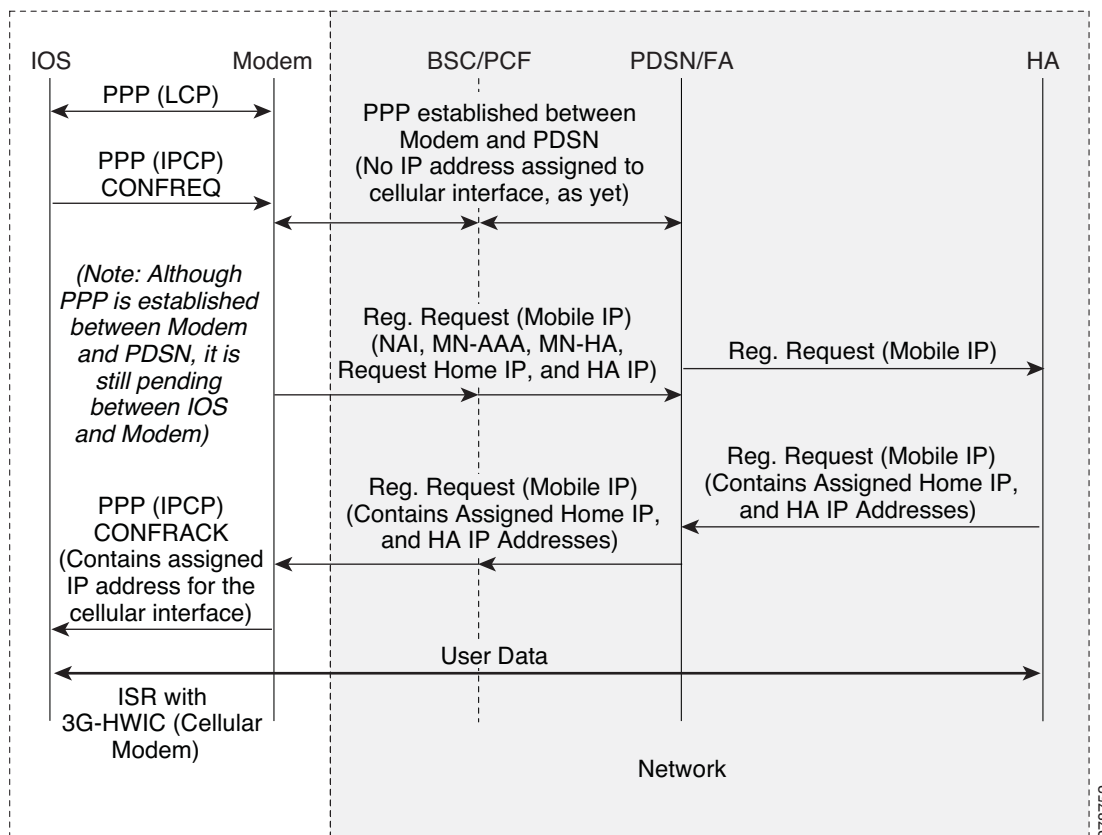 IOS
Modem
BSC/PCF
PDSN/FA
HA
PPP (LCP)
PPP established between
Modem and PDSN
(No IP address assigned to
cellular interface, as yet)
PPP (IPCP)
CONFREQ
(Note: Although
PPP is established
between Modem
and PDSN, it is
still pending
between IOS
and Modem)
Reg. Request (Mobile IP)
(NAI, MN-AAA, MN-HA,
Request Home IP, and HA IP)
Reg. Request (Mobile IP)
Reg. Request (Mobile IP)
(Contains Assigned Home IP,
and HA IP Addresses)
Reg. Request (Mobile IP)
(Contains Assigned Home IP,
and HA IP Addresses)
PPP (IPCP)
CONFRACK
(Contains assigned
IP address for the
cellular interface)
User Data
ISR with
3G-HWIC (Cellular
Modem)
Network